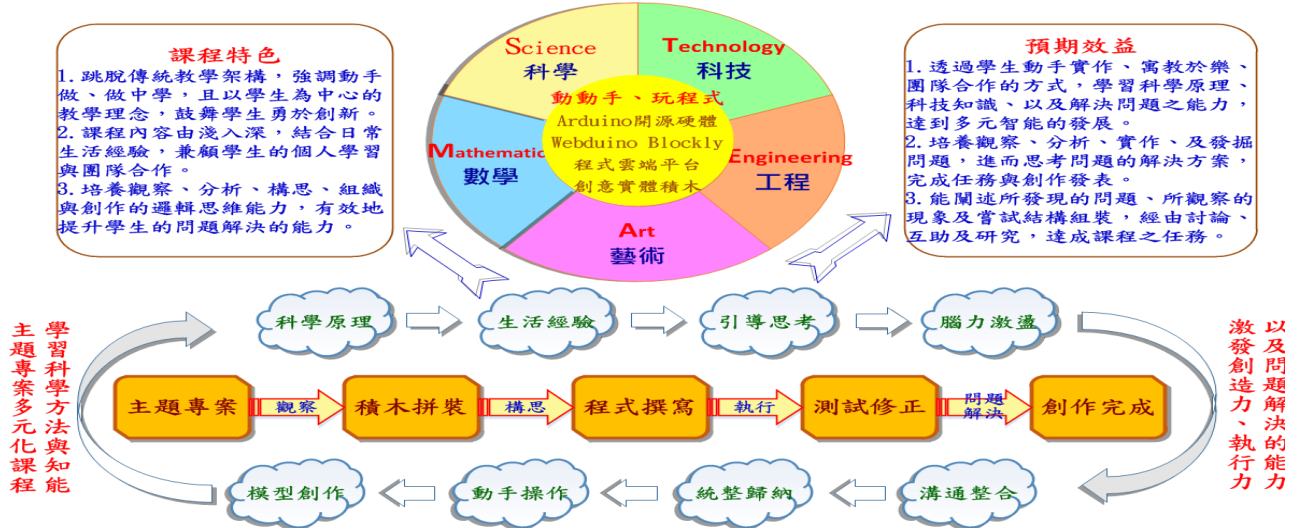 課程特色
1. 跳脫傳統教學架構，強調動手
做、做中學，且以學生為中心的
教學理念，鼓舞學生勇於創新。
2. 課程內容由淺入深，結合日常
生活經驗，兼顧學生的個人學習
與團隊合作。
3. 培養觀察、分析、構思、組織
與創作的邏輯思維能力，有效地
提升學生的問題解決的能力。
Science
科學
Technology
科技
Mathematic
數學
Engineering
工程
Art
藝術
動動手、玩程式
Arduino開源硬體
Webduino Blockly
程式雲端平台
創意實體積木
預期效益
1. 透過學生動手實作、寓教於樂、
團隊合作的方式，學習科學原理、
科技知識、以及解決問題之能力，
達到多元智能的發展。
2. 培養觀察、分析、實作、及發掘
問題，進而思考問題的解決方案，
完成任務與創作發表。
3. 能闡述所發現的問題、所觀察的
現象及嘗試結構組裝，經由討論、
互助及研究，達成課程之任務。
學習科學方法與知能
主題專案多元化課程
科學原理
生活經驗
引導思考
腦力激盪
主題專案
觀察
積木拼裝
構思
程式撰寫
執行
測試修正
問題
解決
創作完成
模型創作
動手操作
統整歸納
溝通整合
以及問題解決的能力
激發創造力、執行力